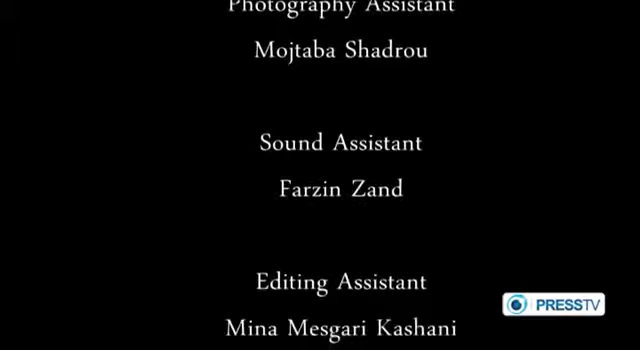 Photography Assistant
Mojtaba Shadrou
Sound Assistant
Farzin Zand
Editing Assistant
PRESSTV
Mina Mesgari Kashani